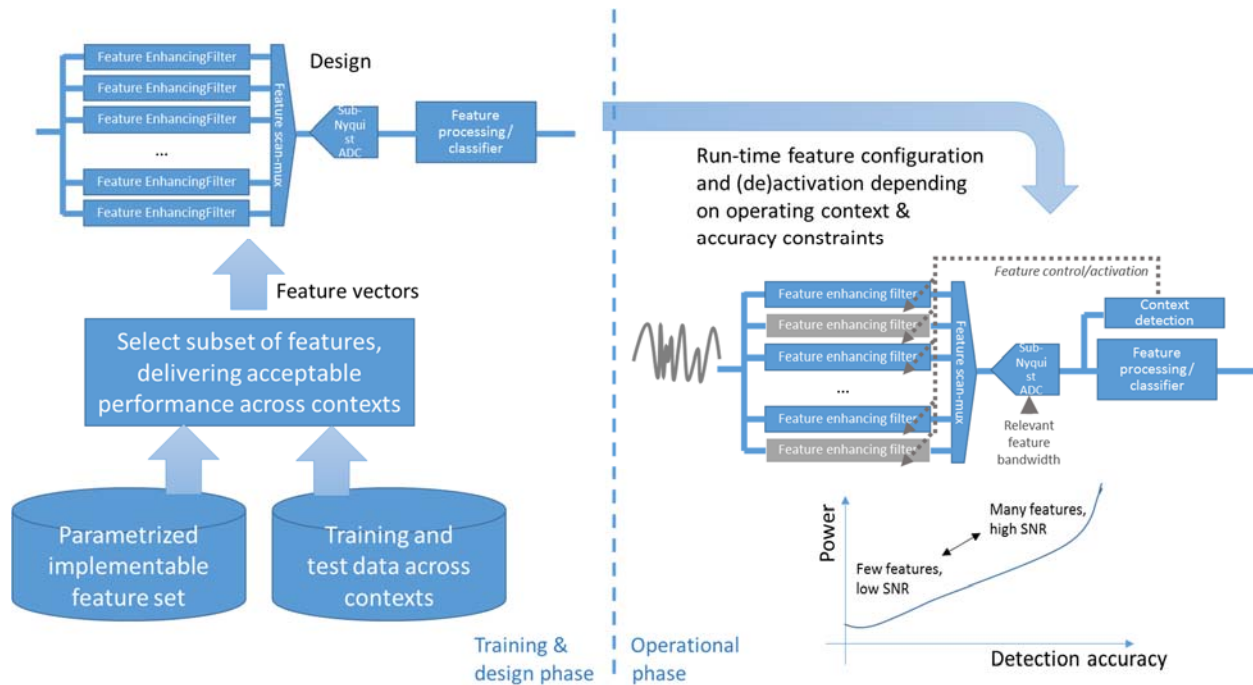 Feature EnhancingFilter
Feature EnhancingFilter
Feature EnhancingFilter
...
Feature EnhancingFilter
Feature EnhancingFilter
Feature scan-mux
Design
Sub-
Nyqui
st
ADC
Feature
processing/
classifier
Feature vectors
Select subset of features,
delivering acceptable
performance across contexts
Parametrized
implementable
feature set
Training and
test data across
contexts
Training &
design phase
Operational
phase
Run-time feature configuration
and (de)activation depending
on operating context &
accuracy constraints
Feature control/activation
Feature enhancing filter
Feature enhancing filter
Feature enhancing filter
...
Feature enhancing filter
Feature enhancing filter
Feature scan-mux
Sub-
Nyqui
st
ADC
Context
detection
Feature
processing/
classifier
Relevant
feature
bandwidth
Power
Many features,
high SNR
Few features,
low SNR
Detection accuracy